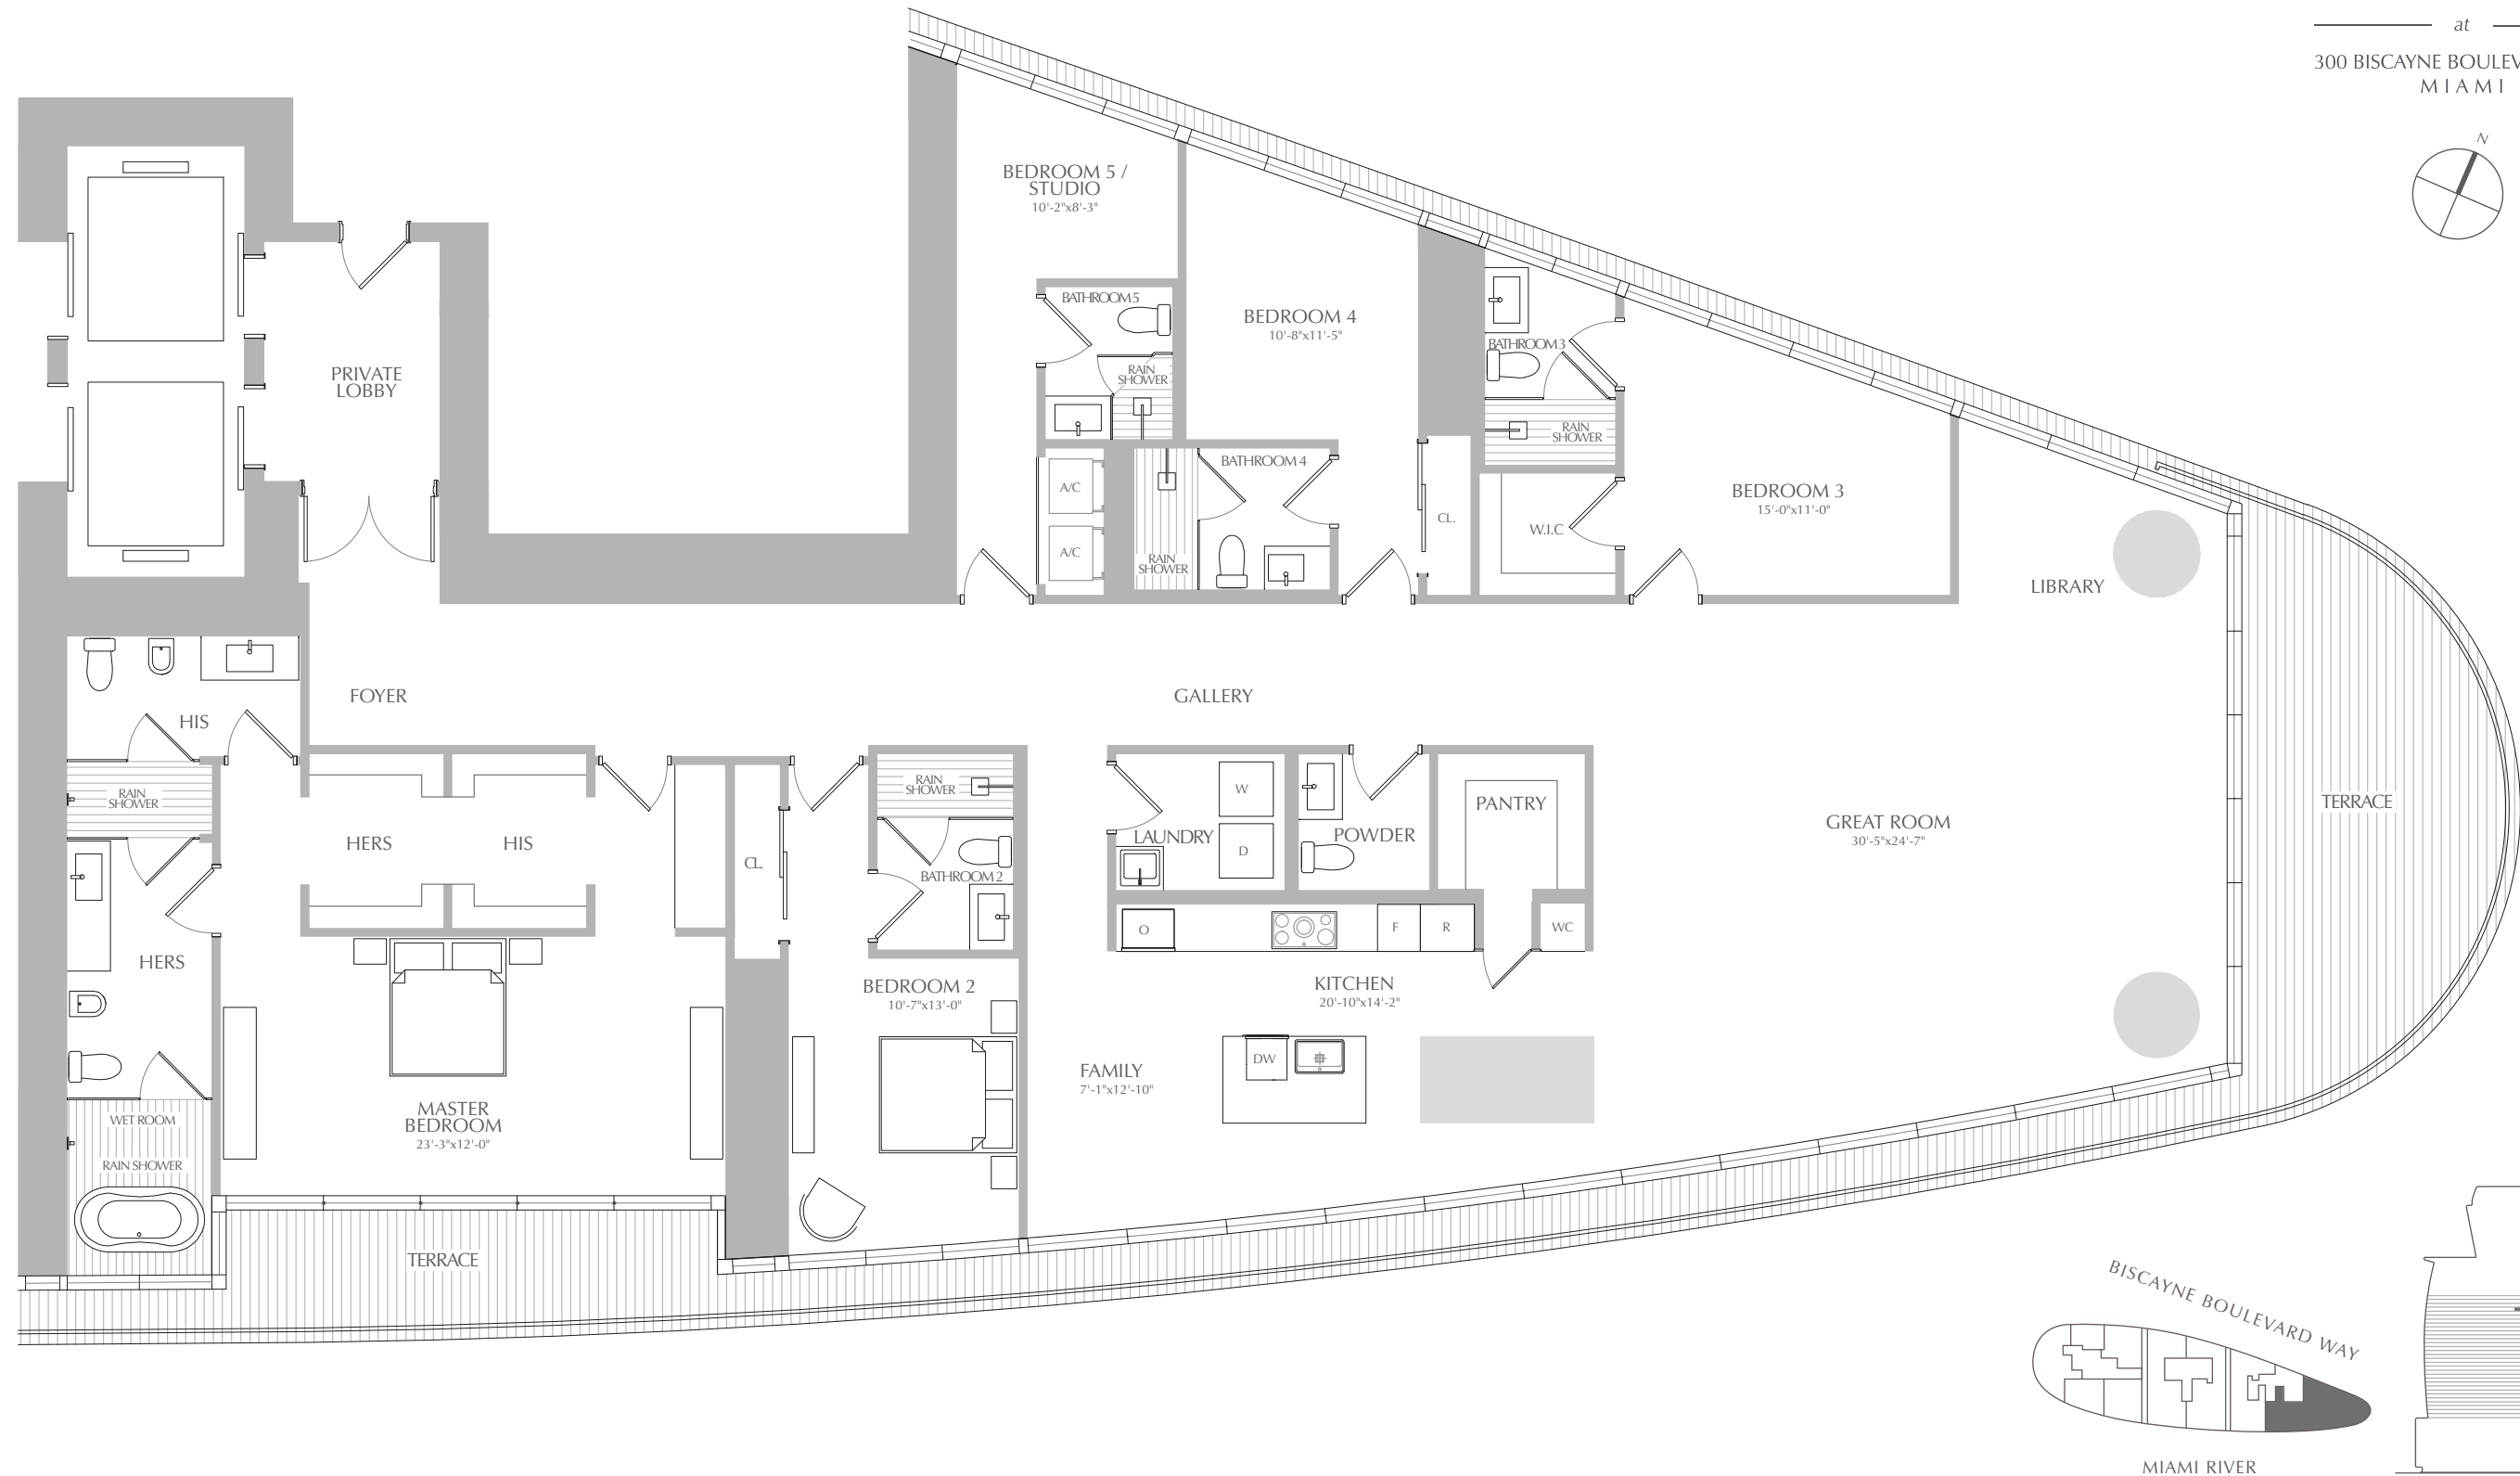 at
300 BISCAYNE BOULEV
MIAMI
N
BEDROOM 5 /
STUDIO
10'-2"x8'-3"
BATHROOM 5
RAIN
SHOWER
BEDROOM 4
10'-8"x11'-5"
BATHROOM 3
RAIN
SHOWER
PRIVATE
LOBBY
A/C
A/C
BATHROOM 4
RAIN
SHOWER
CL.
W.I.C
BEDROOM 3
15'-0"x11'-0"
LIBRARY
FOYER
GALLERY
HIS
RAIN
SHOWER
HERS
HIS
CL.
RAIN
SHOWER
BATHROOM 2
LAUNDRY
W
D
POWDER
PANTRY
GREAT ROOM
30'-5"x24'-7"
TERRACE
HERS
O
F
R
WC
BEDROOM 2
10'-7"x13'-0"
KITCHEN
20'-10"x14'-2"
FAMILY
7'-1"x12'-10"
DW
MASTER
BEDROOM
23'-3"x12'-0"
WET ROOM
RAIN SHOWER
TERRACE
BISCAYNE BOULEVARD WAY
MIAMI RIVER